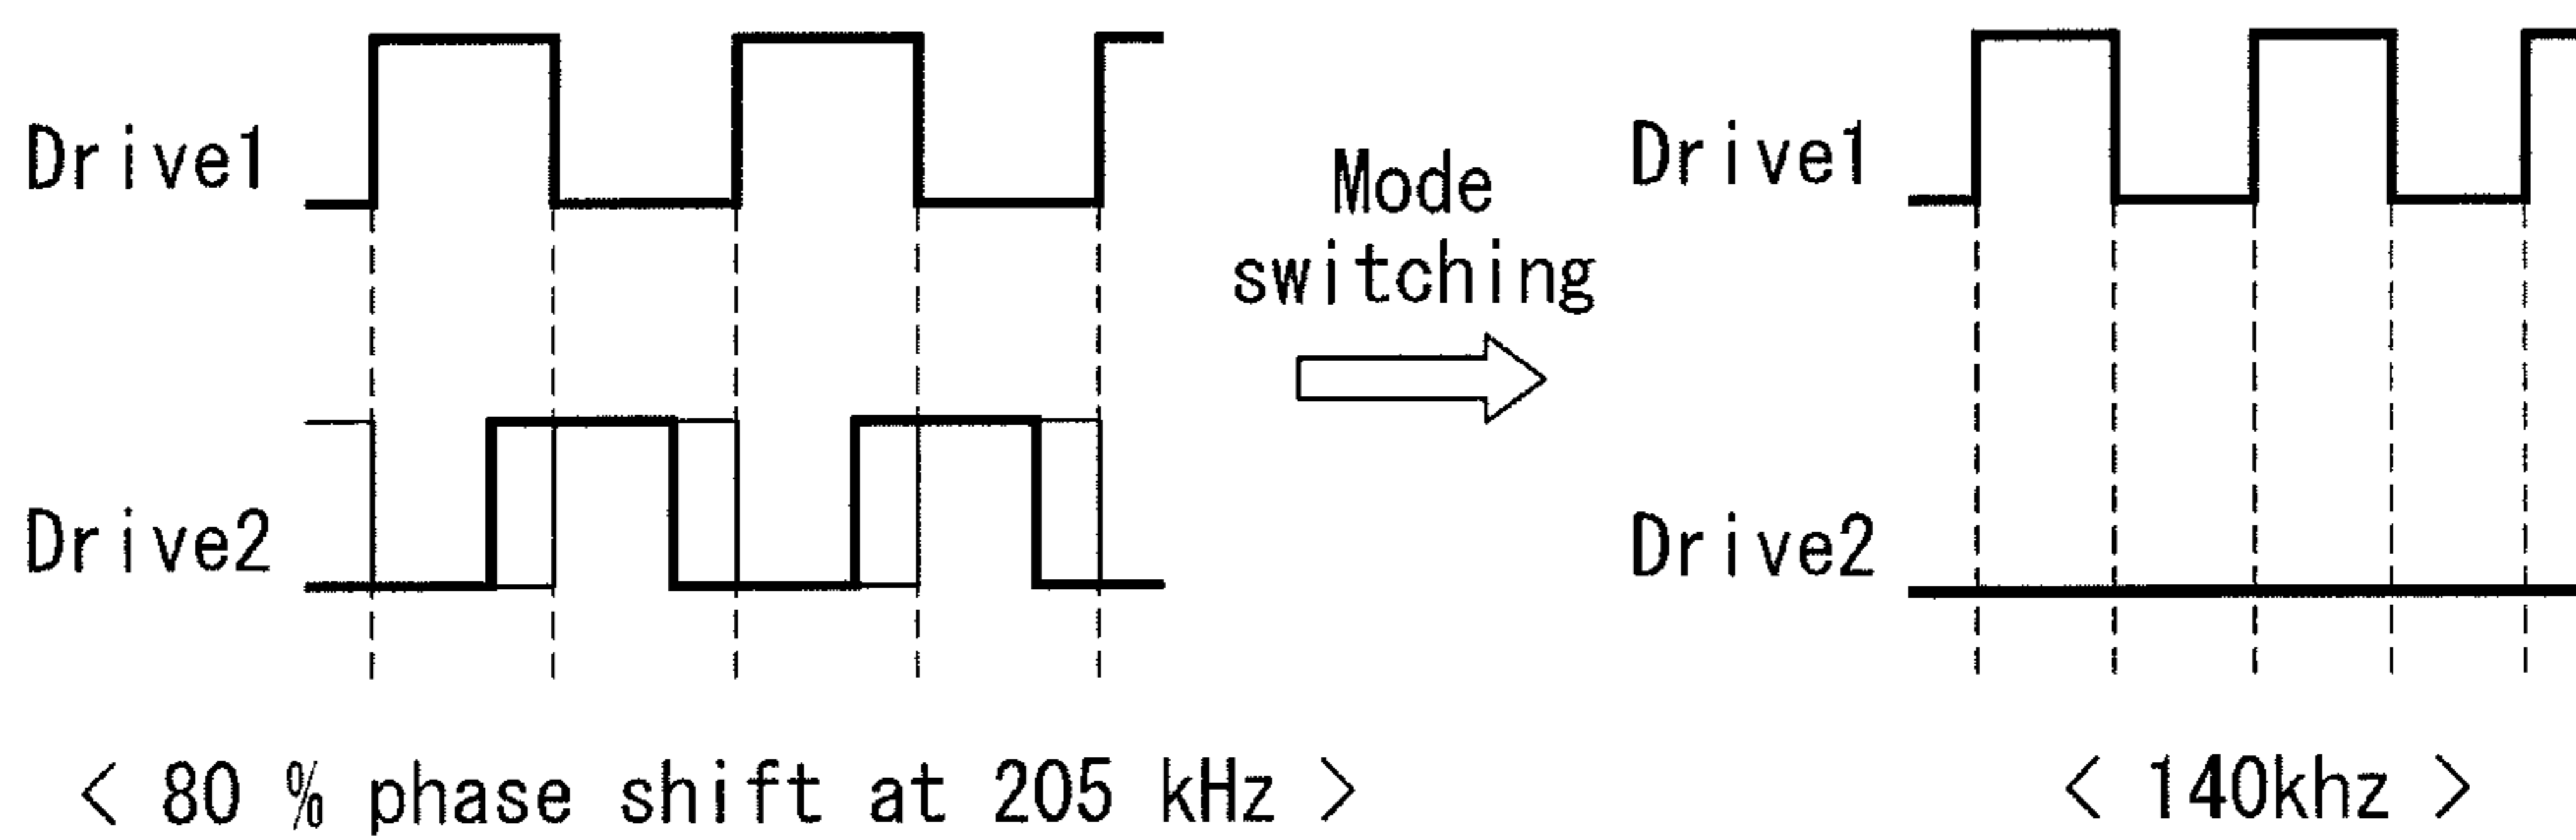 Drive1
Drive2
< 80 % phase shift at 205 kHz >
Mode
switching
Drive1
Drive2
< 140khz >